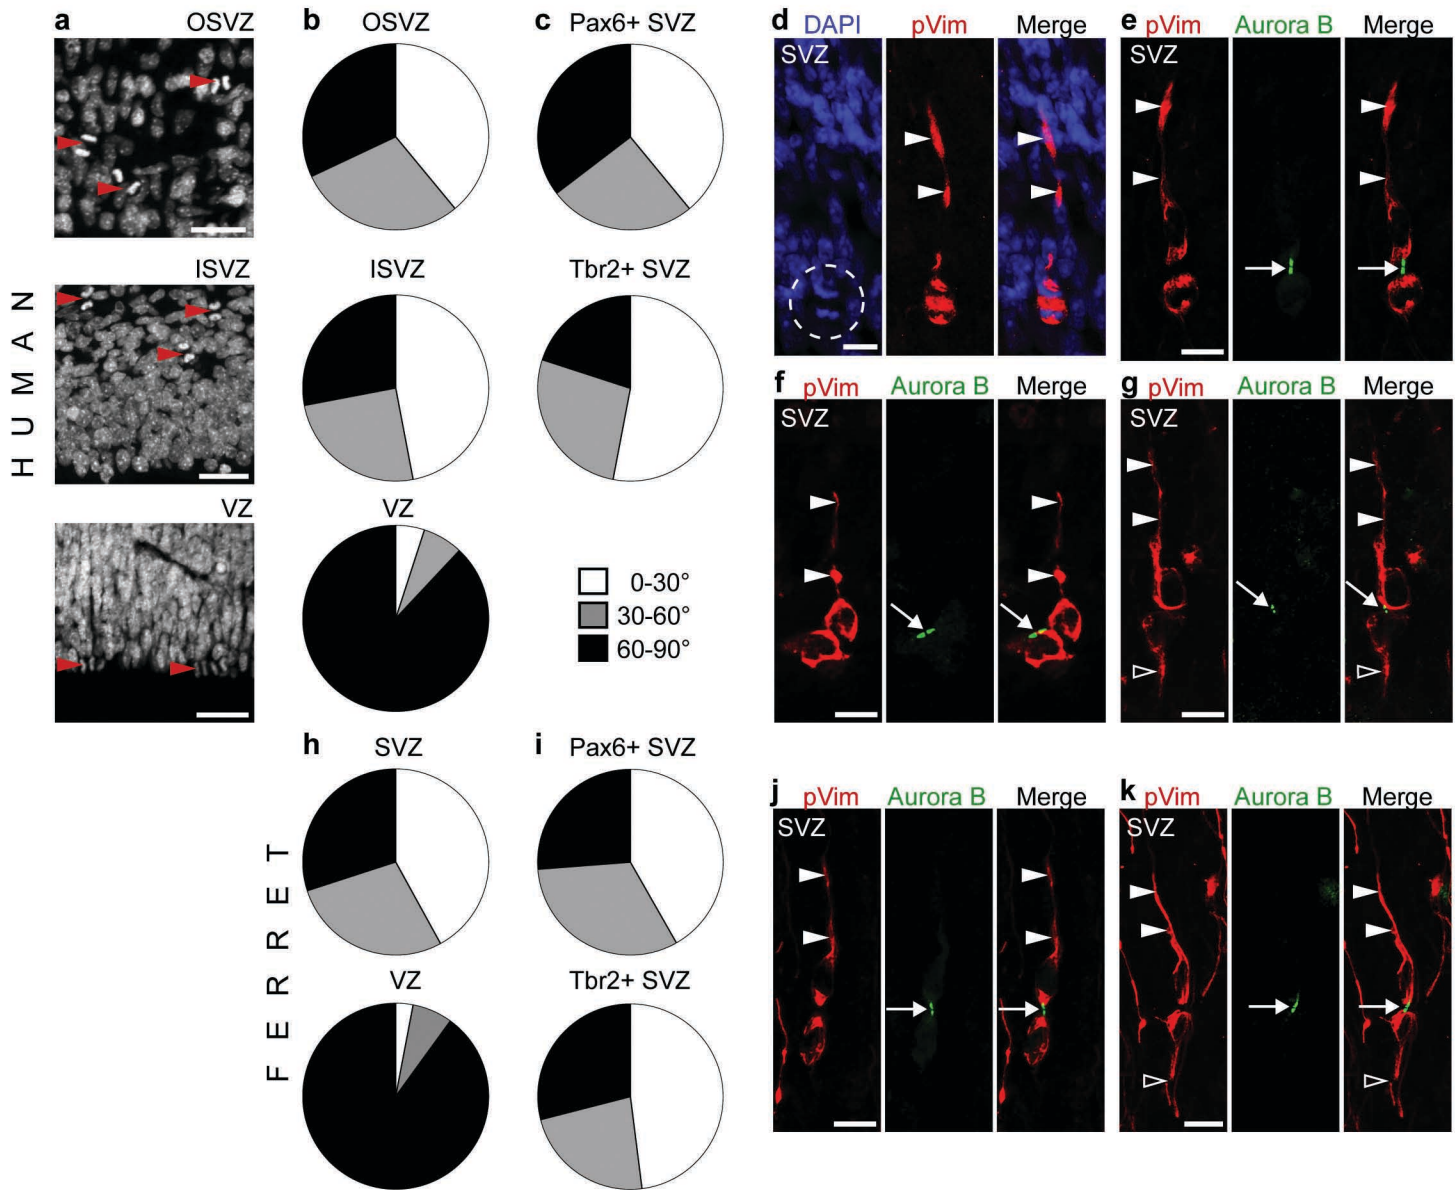 a
OSVZ
ISVZ
VZ
HUMAN
b
OSVZ
ISVZ
VZ
c
Pax6+ SVZ
Tbr2+ SVZ
0-30°
30-60°
60-90°
d
DAPI pVim Merge
SVZ
e
pVim Aurora B Merge
SVZ
f
pVim Aurora B Merge
SVZ
g
pVim Aurora B Merge
SVZ
FERRET
h
SVZ
VZ
i
Pax6+ SVZ
Tbr2+ SVZ
j
pVim Aurora B Merge
SVZ
k
pVim Aurora B Merge
SVZ